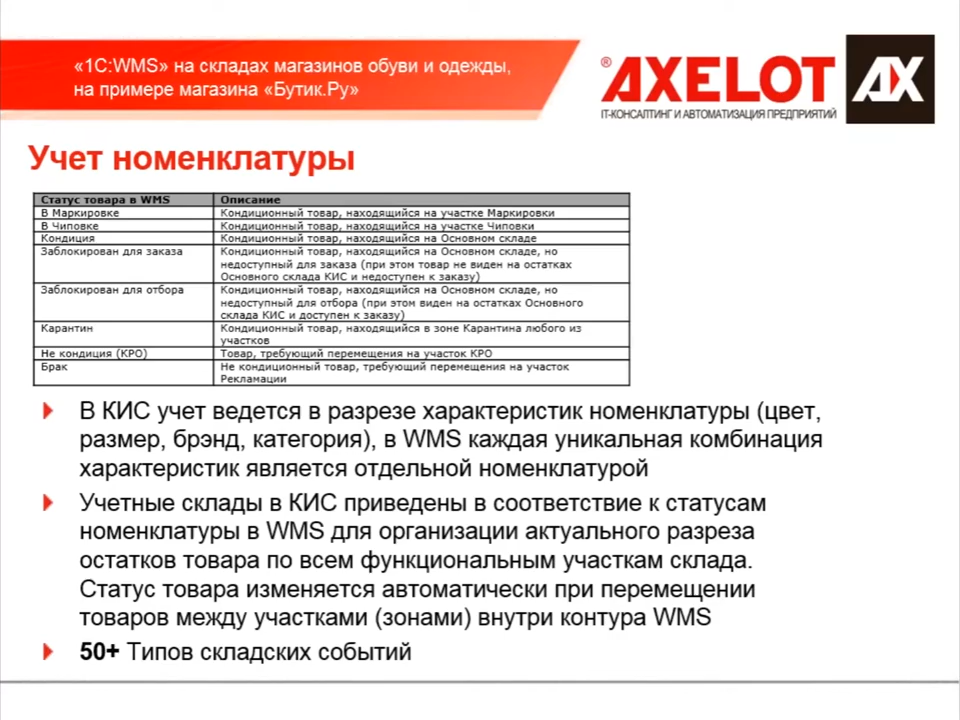 «1С:WMS» на складах магазинов обуви и одежды,
на примере магазина «Бутик.Ру»
® AXELOT AX
IT-КОНСАЛТИНГ И АВТОМАТИЗАЦИЯ ПРЕДПРИЯТИЙ
Учет номенклатуры
Статус товара в WMS Описание
В Маркировке Кондиционный товар, находящийся на участке Маркировки
В Чиповке Кондиционный товар, находящийся на участке Чиповки
Кондиция Кондиционный товар, находящийся на Основном складе
Заблокирован для заказа Кондиционный товар, находящийся на Основном складе, но
недоступный для заказа (при этом товар не виден на остатках
Основного склада КИС и недоступен к заказу)
Заблокирован для отбора Кондиционный товар, находящийся на Основном складе, но
недоступный для отбора (при этом виден на остатках Основного
склада КИС и доступен к заказу)
Карантин Кондиционный товар, находящийся в зоне Карантина любого из
участков
Не кондиция (КРО) Товар, требующий перемещения на участок КРО
Брак Не кондиционный товар, требующий перемещения на участок
Рекламации
В КИС учет ведется в разрезе характеристик номенклатуры (цвет,
размер, брэнд, категория), в WMS каждая уникальная комбинация
характеристик является отдельной номенклатурой
Учетные склады в КИС приведены в соответствие к статусам
номенклатуры в WMS для организации актуального разреза
остатков товара по всем функциональным участкам склада.
Статус товара изменяется автоматически при перемещении
товаров между участками (зонами) внутри контура WMS
50+ Типов складских событий